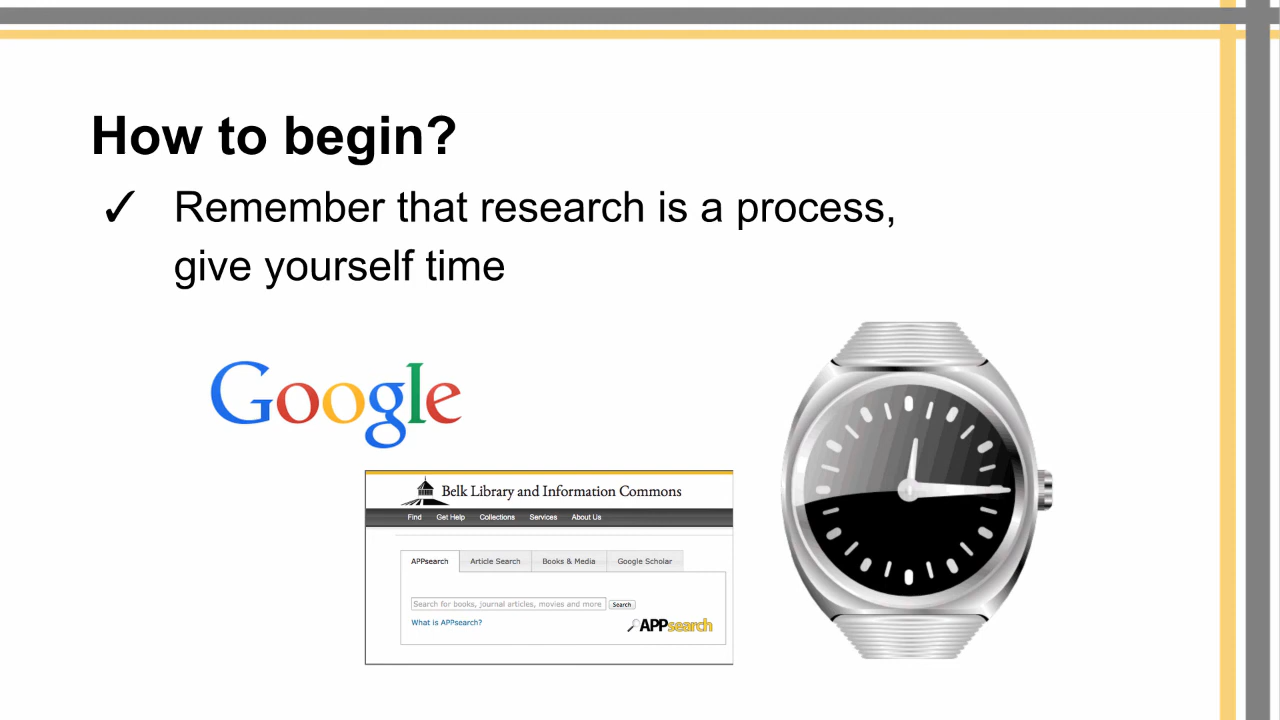 How to begin?
✓ Remember that research is a process,
give yourself time
Google
Belk Library and Information Commons
Find Get Help Collections Services About Us
APPsearch Article Search Books & Media Google Scholar
Search for books, journal articles, movies and more Search
What is APPsearch? APPsearch